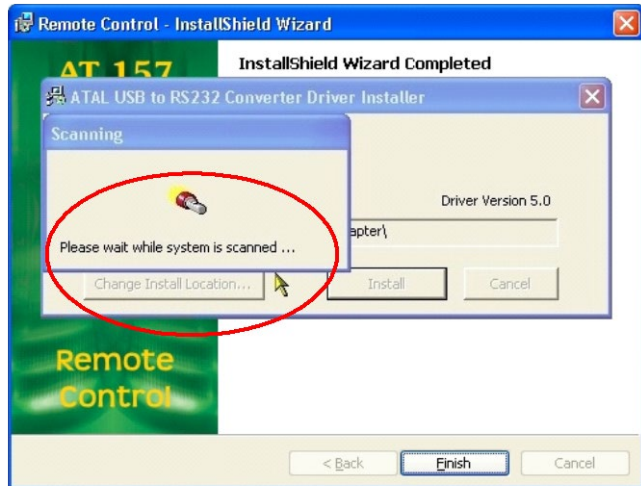 Remote Control - InstallShield Wizard
AT 157
InstallShield Wizard Completed
ATAL USB to RS232 Converter Driver Installer
Scanning
Driver Version 5.0
apter\
Please wait while system is scanned ...
Change Install Location...
Install
Cancel
Remote
Control
< Back
Finish
Cancel